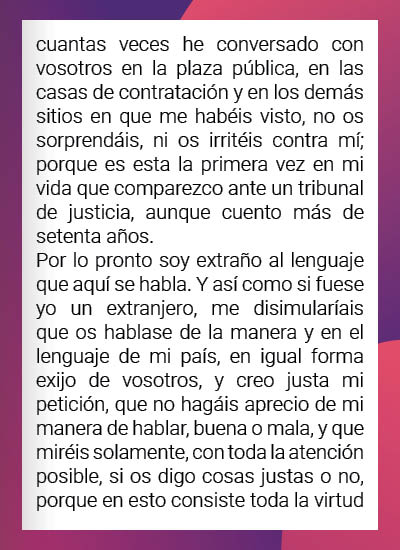 cuantas veces he conversado con
vosotros en la plaza pública, en las
casas de contratación y en los demás
sitios en que me habéis visto, no os
sorprendáis, ni os irritéis contra mí;
porque es esta la primera vez en mi
vida que comparezco ante un tribunal
de justicia, aunque cuento más de
setenta años.
Por lo pronto soy extraño al lenguaje
que aquí se habla. Y así como si fuese
yo un extranjero, me disimularíais
que os hablase de la manera y en el
lenguaje de mi país, en igual forma
exijo de vosotros, y creo justa mi
petición, que no hagáis aprecio de mi
manera de hablar, buena o mala, y que
miréis solamente, con toda la atención
posible, si os digo cosas justas o no,
porque en esto consiste toda la virtud